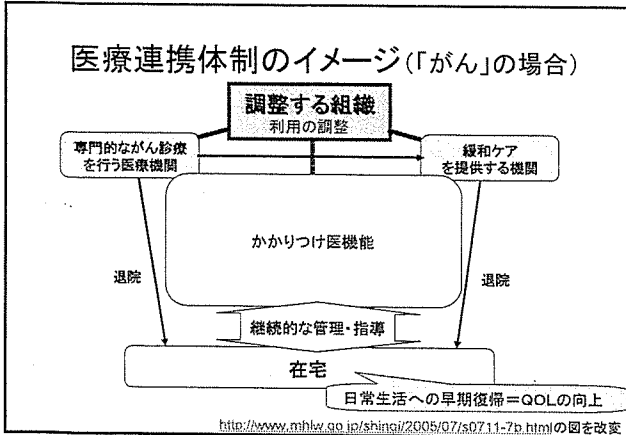 医療連携体制のイメージ(「がん」の場合)
調整する組織
利用の調整
専門的ながん診療
を行う医療機関
緩和ケア
を提供する機関
かかりつけ医機能
退院
退院
継続的な管理・指導
在宅
日常生活への早期復帰=QOLの向上
http://www.mhlw.go.jp/shingi/2005/07/s0711-7b.htmlの図を改変